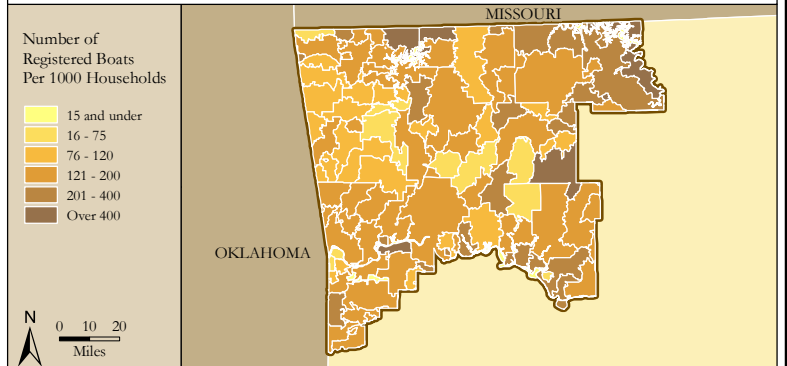 MISSOURI
Number of
Registered Boats
Per 1000 Households
15 and under
16 - 75
76 - 120
121 - 200
201 - 400
Over 400
OKLAHOMA
N
0 10 20
Miles